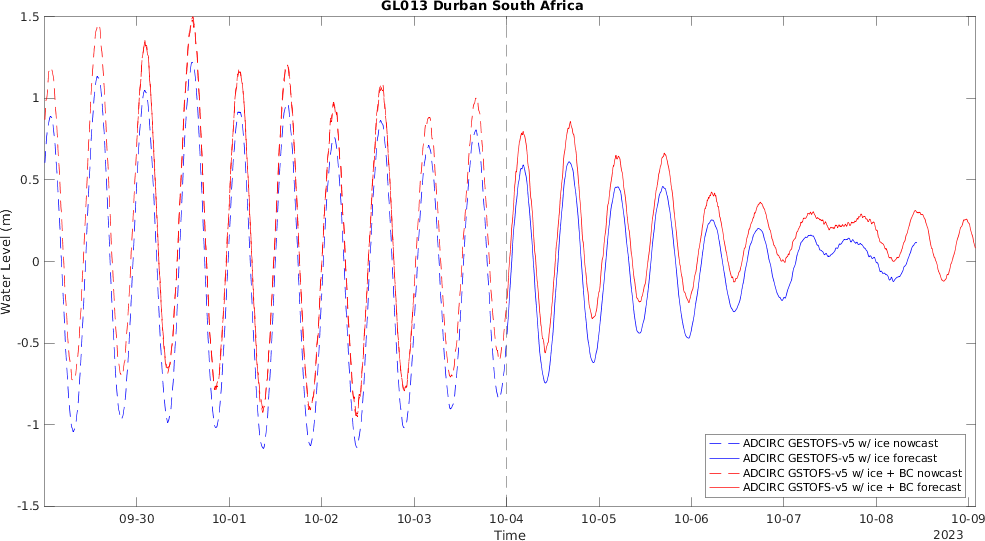 GL013 Durban South Africa
1.5
1
0.5
0
-0.5
-1
-1.5
Water Level (m)
09-30
10-01
10-02
10-03
10-04
10-05
10-06
10-07
10-08
10-09
Time
2023
ADCIRC GESTOFS-v5 w/ ice nowcast
ADCIRC GESTOFS-v5 w/ ice forecast
ADCIRC GSTOFS-v5 w/ ice + BC nowcast
ADCIRC GSTOFS-v5 w/ ice + BC forecast